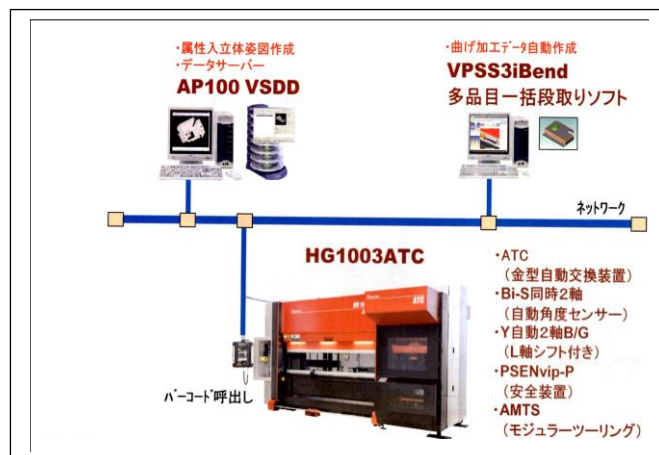 ・属性入立体姿図作成
・データサーバー
AP100 VSDD
・曲げ加工データ自動作成
VPSS3iBend
多品目一括段取りソフト
ネットワーク
HG1003ATC
・ATC
（金型自動交換装置）
・Bi-S同時2軸
（自動角度センサー）
・Y自動2軸B/G
（L軸シフト付き）
・PSENvip-P
（安全装置）
・AMTS
（モジュラーツーリング）
ATC
バーコード呼出し